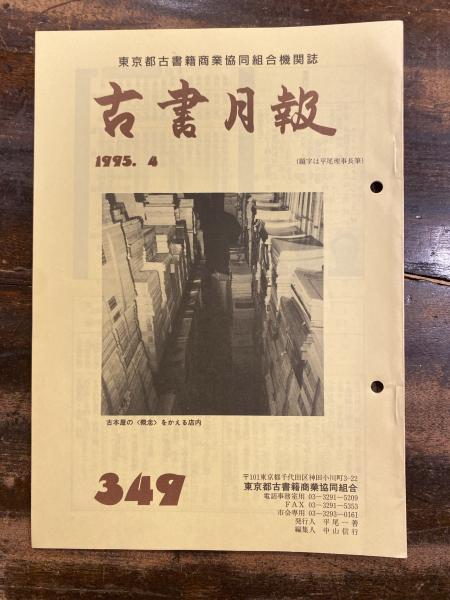 東京都古書籍商業協同組合機関誌
古書月報
1995. 4
(題字は平尾理事長筆)
古本屋の〈概念〉をかえる店内
349
〒101東京都千代田区神田小川町3-22
東京都古書籍商業協同組合
電話事務室用 03-3291-5209
FAX 03-3291-5353
市会専用 03-3293-0161
発行人 平尾一著
編集人 中山信行